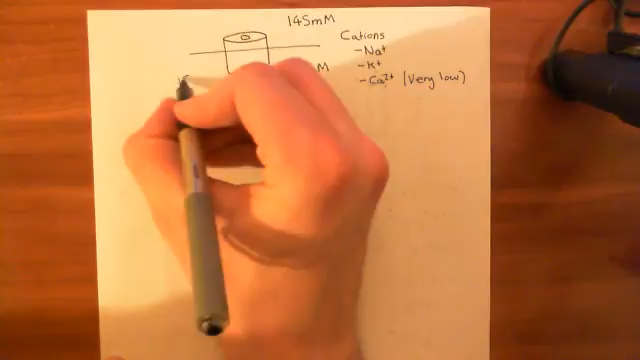 145mM
Cations
-Na+
-K+
M
-Ca2+ (Very low)